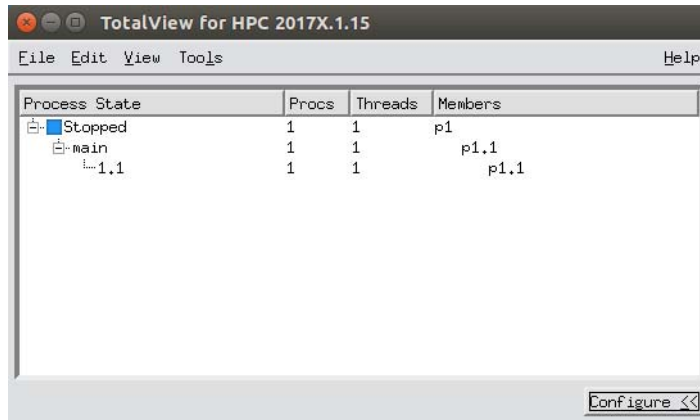 TotalView for HPC 2017X.1.15
File Edit View Tools Help
Process State Procs Threads Members
Stopped 1 1 p1
main 1 1 p1.1
1.1 1 1 p1.1
Configure <<